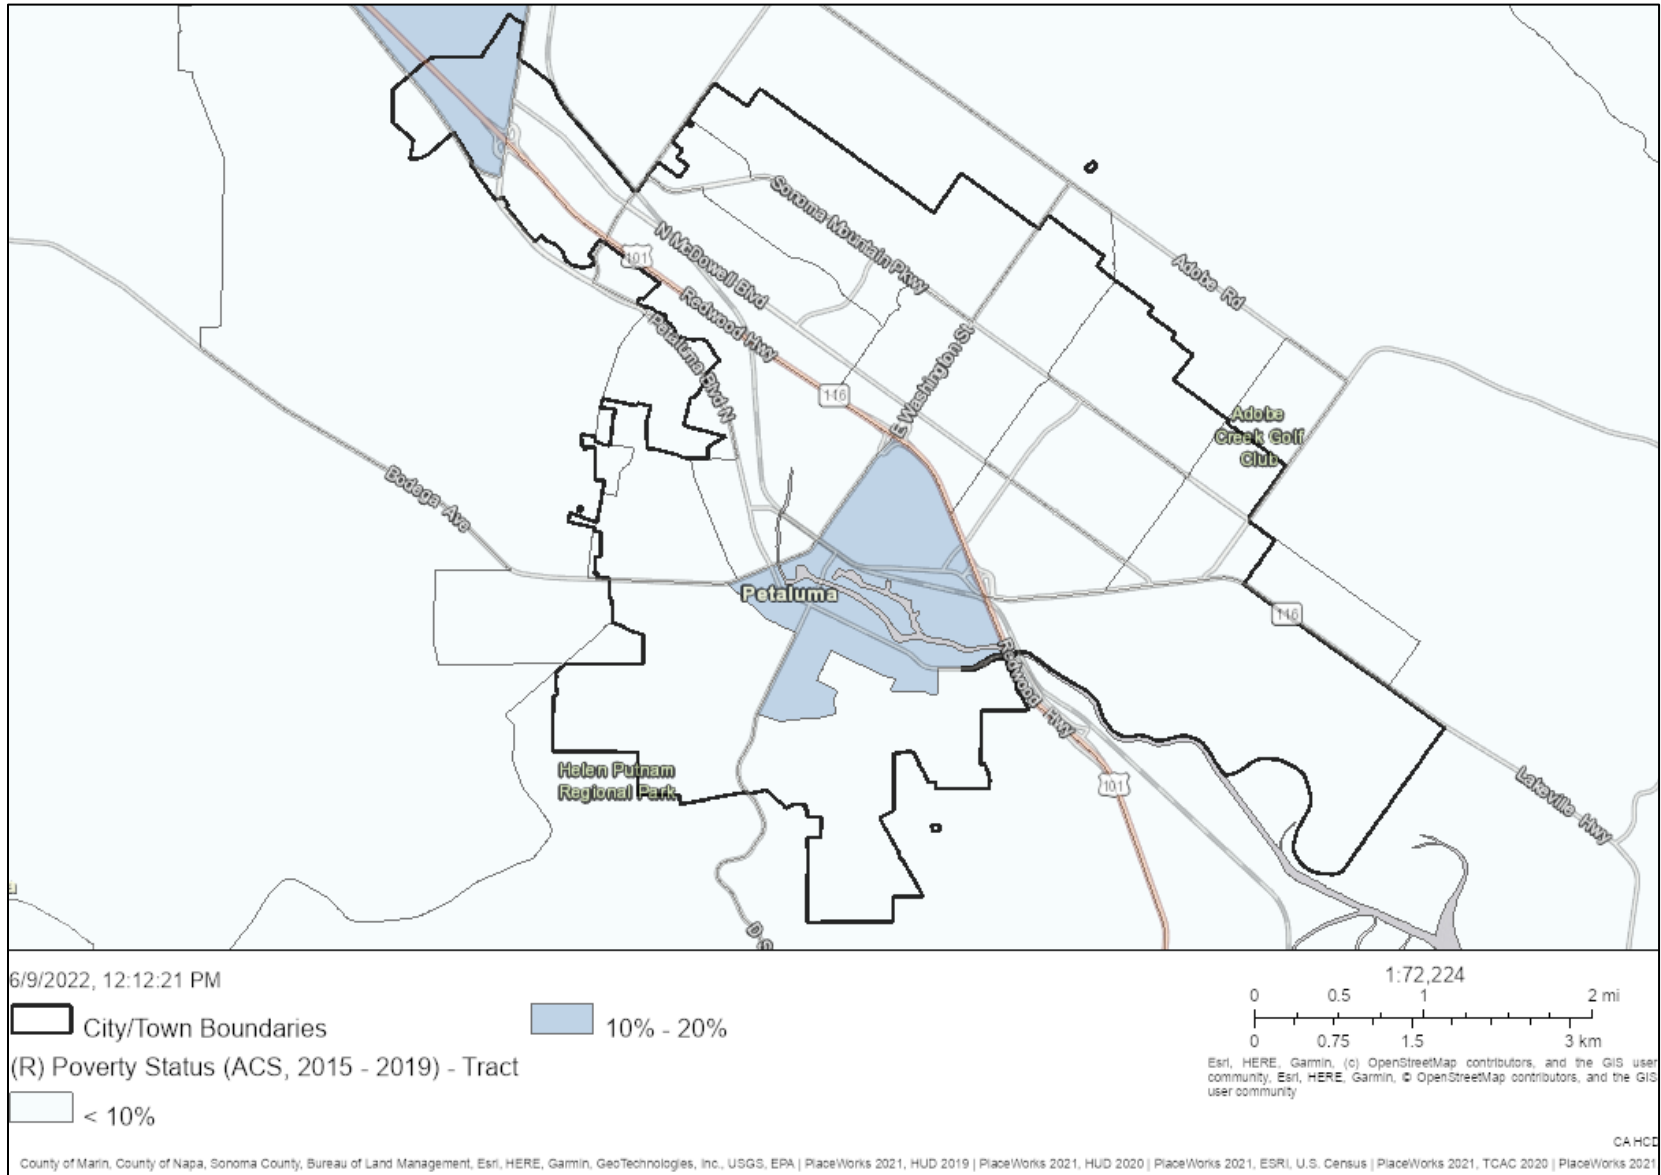 Sonoma Mountain Pkwy
N McDowell Blvd
101
Adobe Rd
Redwood Hwy
Petaluma Blvd N
E Washington St
116
Adobe
Creek Golf
Club
Bodega Ave
Petaluma
116
Redwood Hwy
Helen Putnam
Regional Park
101
Lakeville Hwy
a
D S
6/9/2022, 12:12:21 PM
City/Town Boundaries
(R) Poverty Status (ACS, 2015 - 2019) - Tract
< 10%
10% - 20%
1:72,224
0 0.5 1 2 mi
0 0.75 1.5 3 km
Esri, HERE, Garmin, (c) OpenStreetMap contributors, and the GIS user
community, Esri, HERE, Garmin, © OpenStreetMap contributors, and the GIS
user community
CA HCD
County of Marin, County of Napa, Sonoma County, Bureau of Land Management, Esri, HERE, Garmin, GeoTechnologies, Inc., USGS, EPA | PlaceWorks 2021, HUD 2019 | PlaceWorks 2021, HUD 2020 | PlaceWorks 2021, ESRI, U.S. Census | PlaceWorks 2021, TCAC 2020 | PlaceWorks 2021